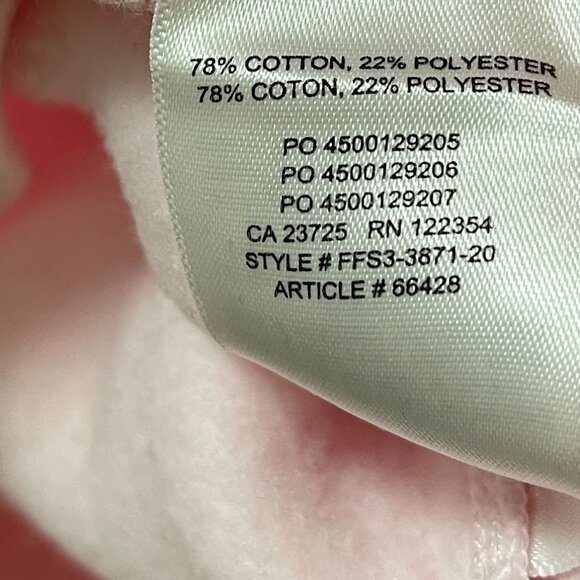 78% COTTON, 22% POLYESTER
78% COTON, 22% POLYESTER
PO 4500129205
PO 4500129206
PO 4500129207
CA 23725 RN 122354
STYLE # FFS3-3871-20
ARTICLE # 66428